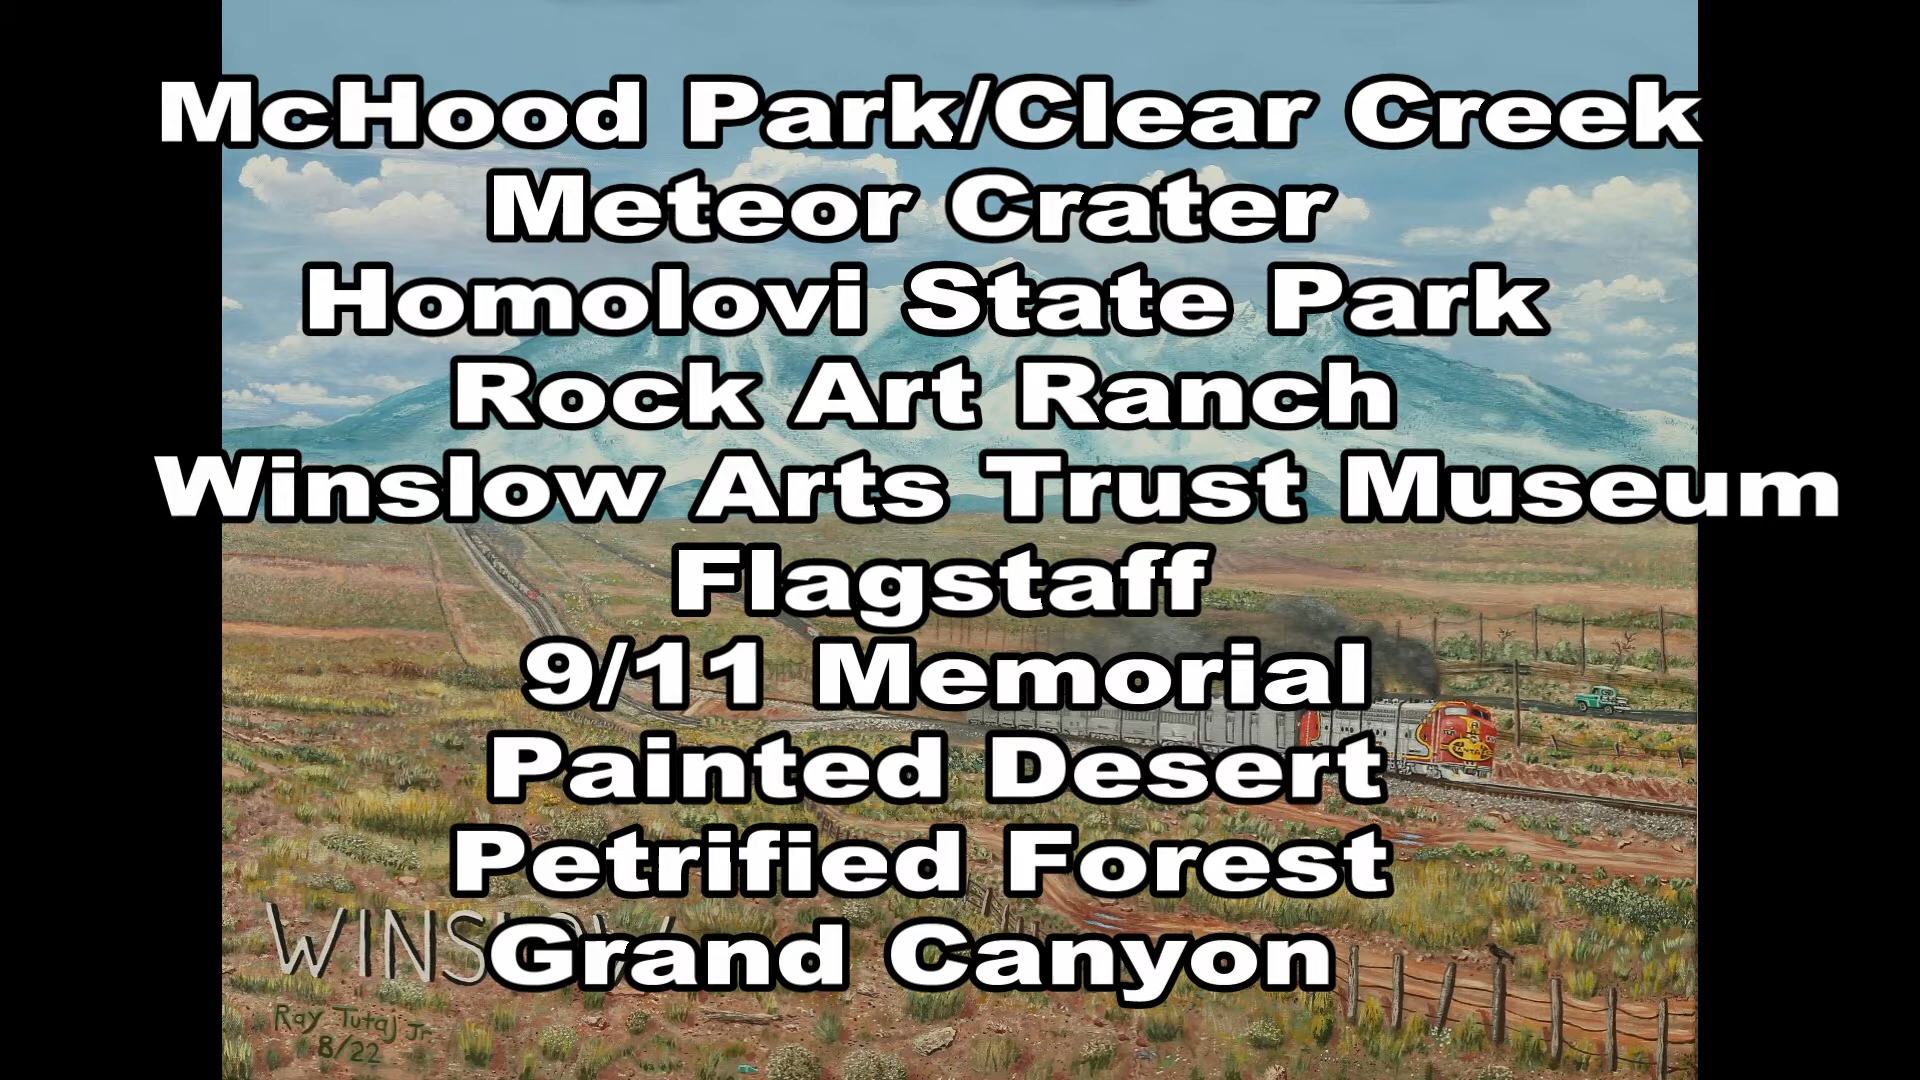 McHood Park/Clear Creek
Meteor Crater
Homolovi State Park
Rock Art Ranch
Winslow Arts Trust Museum
Flagstaff
9/11 Memorial
Painted Desert
Petrified Forest
Grand Canyon
WINSLOW
Ray Tutaj Jr
8/22